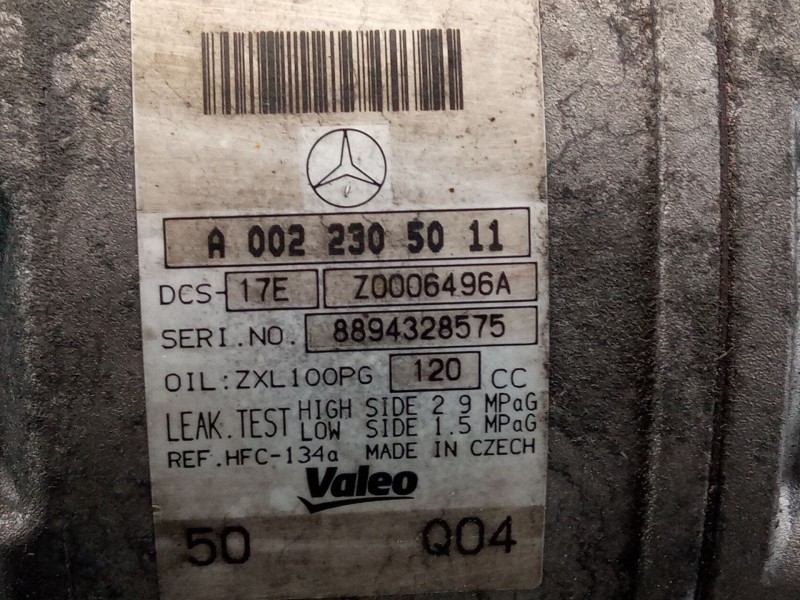 A 002 230 50 11
DCS-17E Z0006496A
SERI.NO. 8894328575
OIL:ZXL100PG 120 CC
LEAK.TEST HIGH SIDE 2 9 MPaG
LOW SIDE 1.5 MPaG
REF.HFC-134a MADE IN CZECH
Valeo
50 Q04